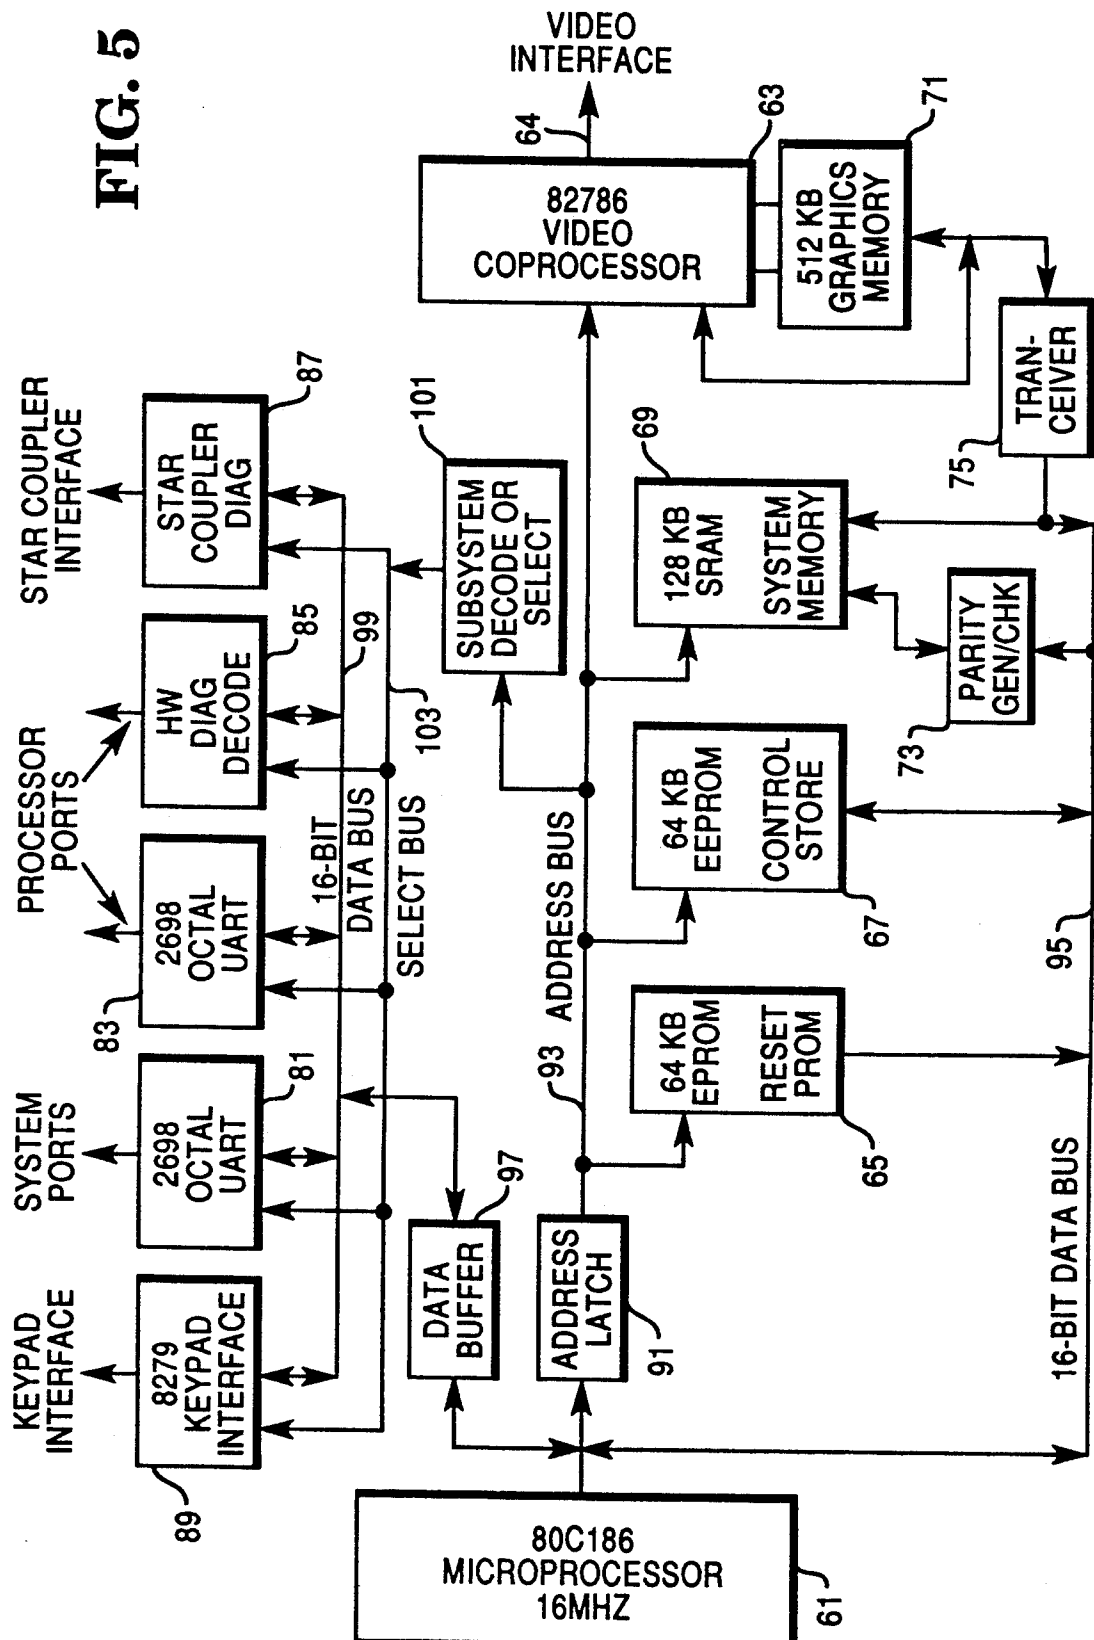 FIG. 5
KEYPAD
INTERFACE
SYSTEM
PORTS
PROCESSOR
PORTS
STAR COUPLER
INTERFACE
8279
KEYPAD
INTERFACE
89
2698
OCTAL
UART
81
2698
OCTAL
UART
83
HW
DIAG
DECODE
85
STAR
COUPLER
DIAG
87
16-BIT
DATA BUS
99
SELECT BUS
103
DATA
BUFFER
97
SUBSYSTEM
DECODE OR
SELECT
101
80C186
MICROPROCESSOR
16MHZ
61
ADDRESS
LATCH
91
93
ADDRESS BUS
82786
VIDEO
COPROCESSOR
63
64
VIDEO
INTERFACE
64 KB
EPROM
RESET
PROM
65
64 KB
EEPROM
CONTROL
STORE
67
128 KB
SRAM
SYSTEM
MEMORY
69
512 KB
GRAPHICS
MEMORY
71
PARITY
GEN/CHK
73
TRAN-
CEIVER
75
16-BIT DATA BUS
95